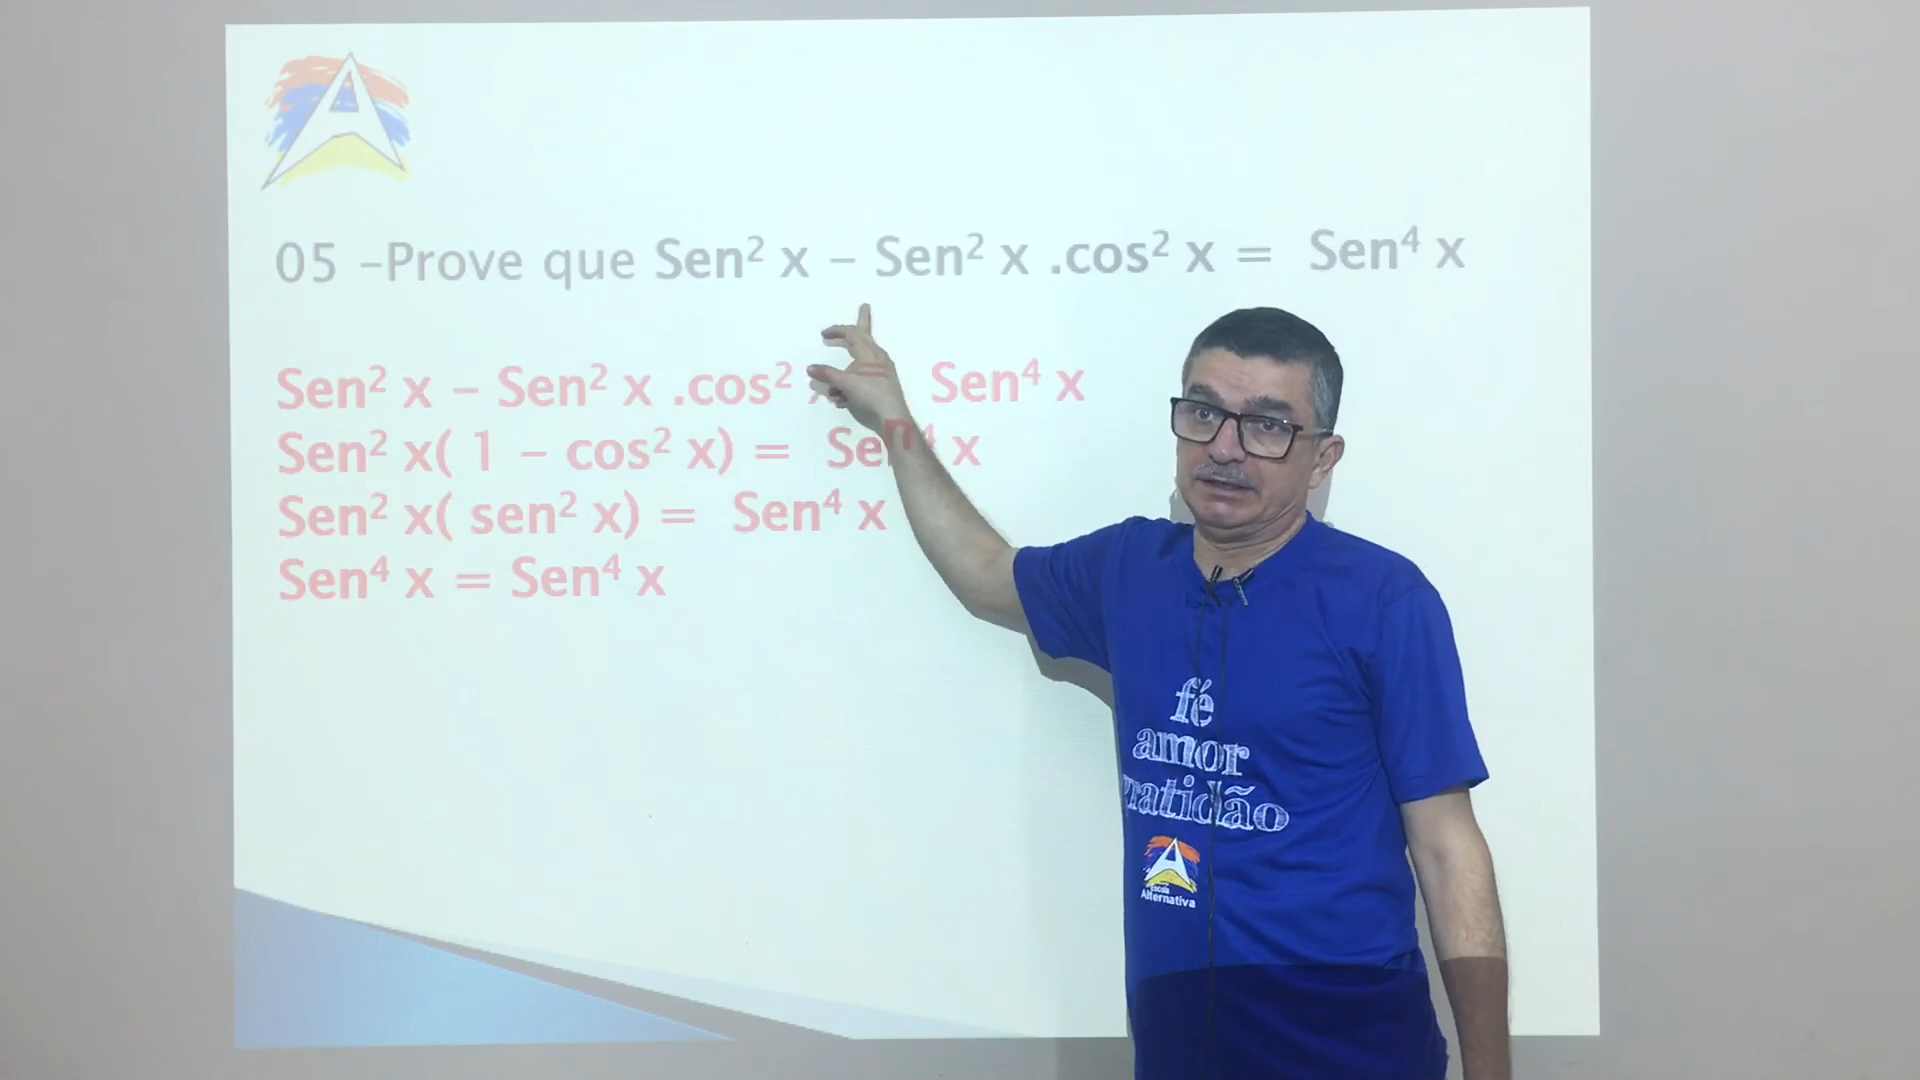 05 –Prove que Sen² x – Sen² x .cos² x = Sen⁴ x
Sen² x – Sen² x .cos² x = Sen⁴ x
Sen² x( 1 – cos² x) = Sen⁴ x
Sen² x( sen² x) = Sen⁴ x
Sen⁴ x = Sen⁴ x
fé
amor
gratidão
Escola
Alternativa